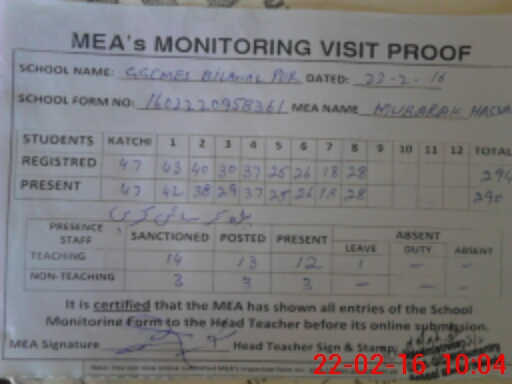 MEA's MONITORING VISIT PROOF
SCHOOL NAME: GGCMES BILAWAL PUR DATED: 22-2-16
SCHOOL FORM NO: 1602220958361 MEA NAME MUBARAK
STUDENTS KATCHI 1 2 3 4 5 6 7 8 9 10 11 12 TOTAL
REGISTRED 47 43 40 30 37 25 26 18 28 294
PRESENT 47 42 38 29 37 25 26 18 28 290
PRESENCE STAFF SANCTIONED POSTED PRESENT ABSENT
LEAVE DUTY ABSENT
TEACHING 14 13 12 1 - -
NON-TEACHING 3 3 3 - - -
It is certified that the MEA has shown all entries of the School
Monitoring Form to the Head Teacher before its online submission.
MEA Signature Head Teacher Sign & Stamp:
22-02-16 10:04